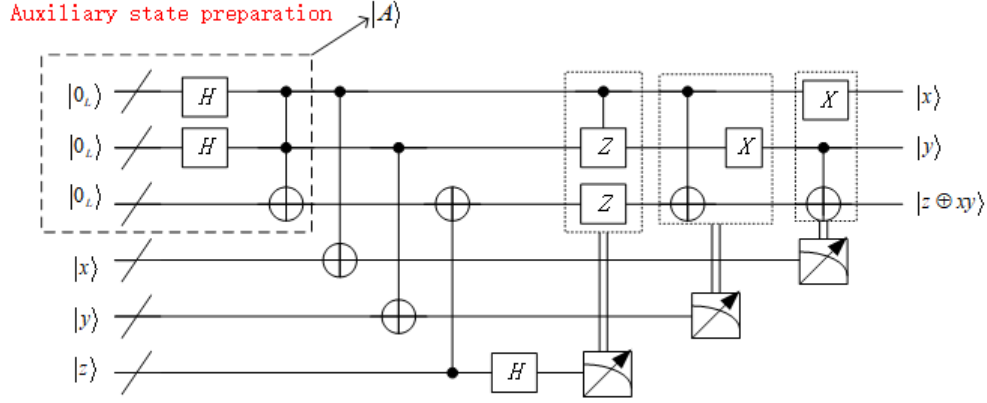 Auxiliary state preparation
|A⟩
|0_L⟩ H X |x⟩
|0_L⟩ H Z X |y⟩
|0_L⟩ Z |z ⊕ xy⟩
|x⟩
|y⟩
|z⟩ H